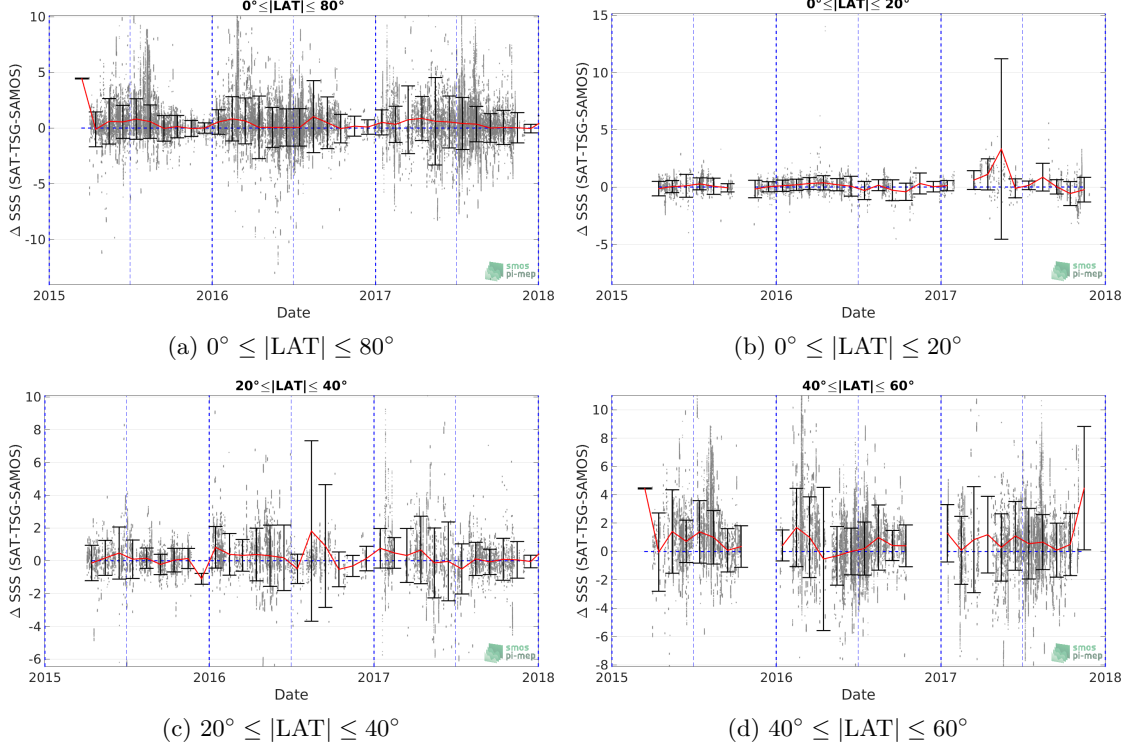 0°≤|LAT|≤ 80°
Δ SSS (SAT-TSG-SAMOS)
10
5
0
-5
-10
2015 2016 2017 2018
Date
smos
pi-mep
(a) 0° ≤ |LAT| ≤ 80°
0°≤|LAT|≤ 20°
Δ SSS (SAT-TSG-SAMOS)
15
10
5
0
-5
2015 2016 2017 2018
Date
smos
pi-mep
(b) 0° ≤ |LAT| ≤ 20°
20°≤|LAT|≤ 40°
Δ SSS (SAT-TSG-SAMOS)
10
8
6
4
2
0
-2
-4
-6
2015 2016 2017 2018
Date
smos
pi-mep
(c) 20° ≤ |LAT| ≤ 40°
40°≤|LAT|≤ 60°
Δ SSS (SAT-TSG-SAMOS)
10
8
6
4
2
0
-2
-4
-6
-8
2015 2016 2017 2018
Date
smos
pi-mep
(d) 40° ≤ |LAT| ≤ 60°